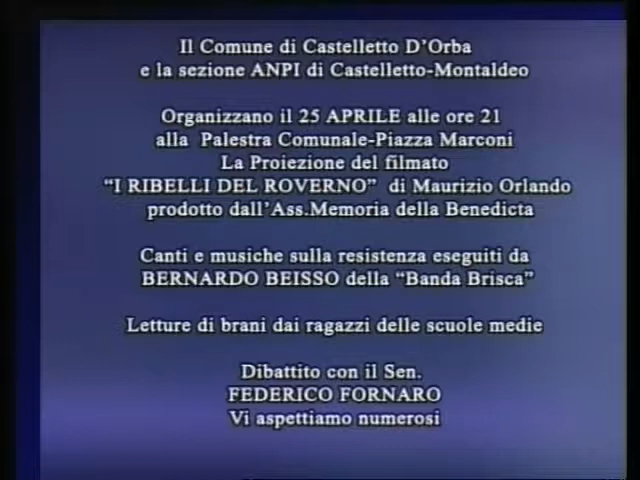 Il Comune di Castelletto D'Orba
e la sezione ANPI di Castelletto-Montaldeo
Organizzano il 25 APRILE alle ore 21
alla Palestra Comunale-Piazza Marconi
La Proiezione del filmato
"I RIBELLI DEL ROVERNO" di Maurizio Orlando
prodotto dall'Ass.Memoria della Benedicta
Canti e musiche sulla resistenza eseguiti da
BERNARDO BEISSO della "Banda Brisca"
Letture di brani dai ragazzi delle scuole medie
Dibattito con il Sen.
FEDERICO FORNARO
Vi aspettiamo numerosi